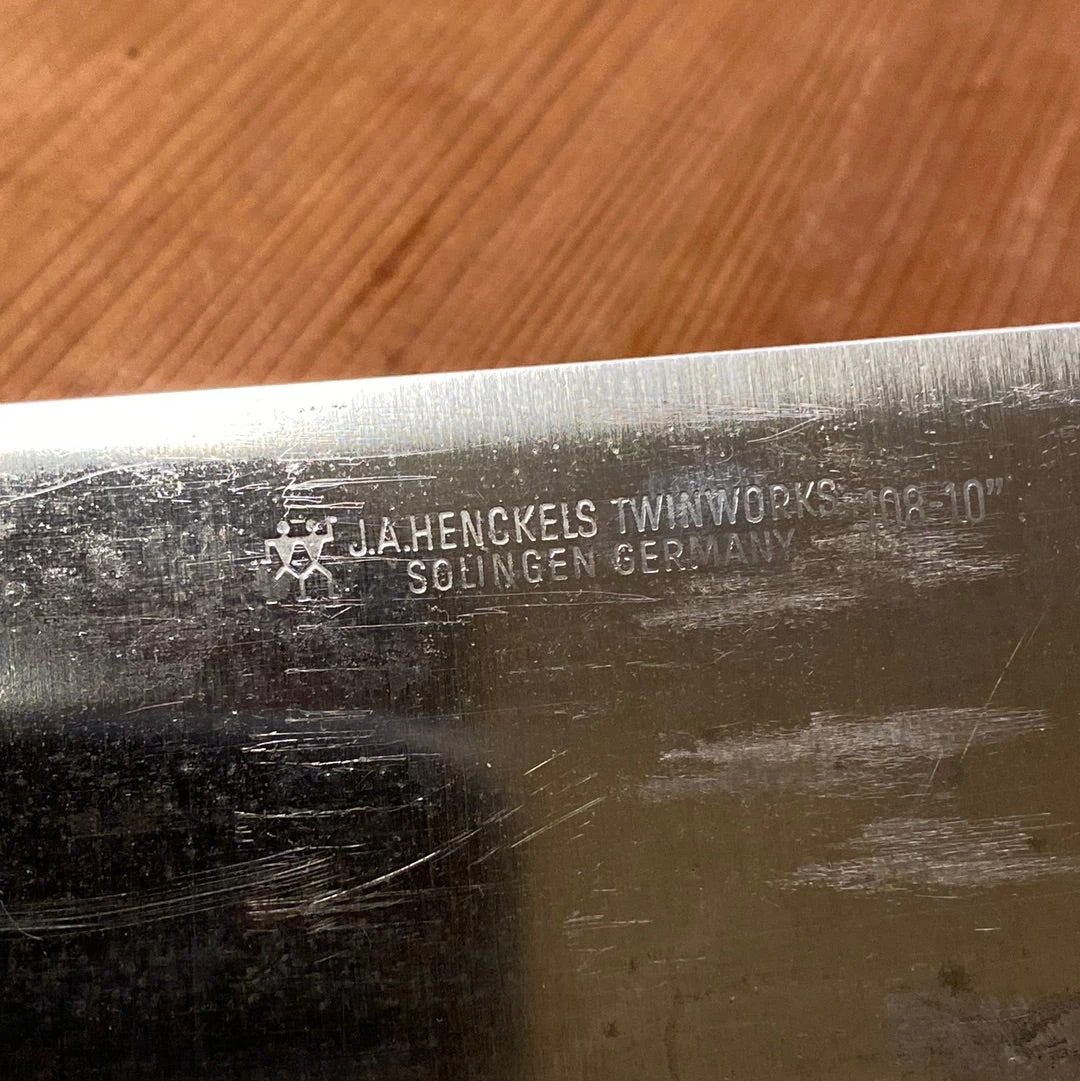 J.A.HENCKELS TWINWORKS 108-10”
SOLINGEN GERMANY